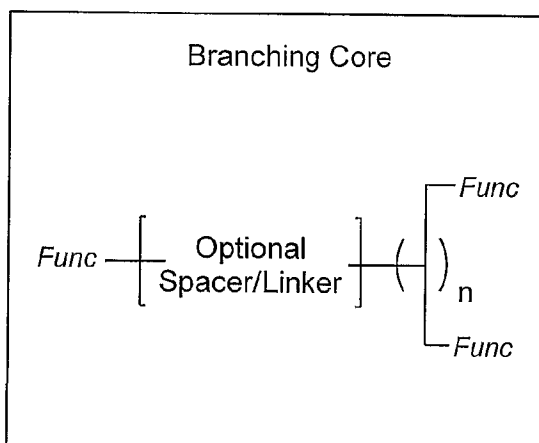 Branching Core
Func
Optional
Spacer/Linker
Func
n
Func